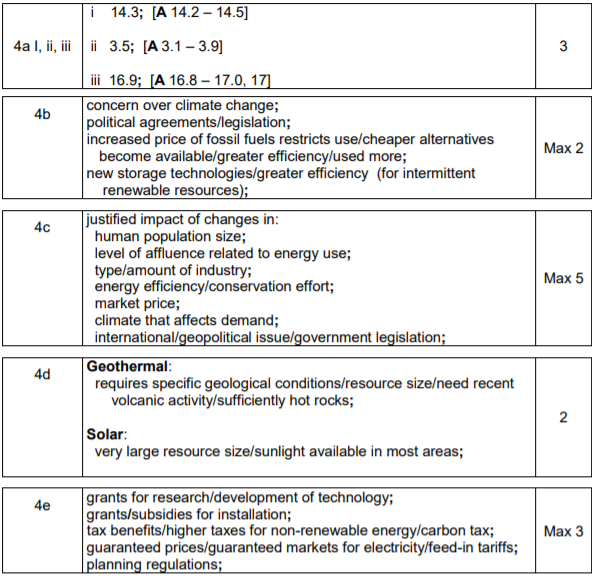 4a I, ii, iii
i 14.3; [A 14.2 – 14.5]
ii 3.5; [A 3.1 – 3.9]
iii 16.9; [A 16.8 – 17.0, 17]
3
4b
concern over climate change;
political agreements/legislation;
increased price of fossil fuels restricts use/cheaper alternatives
become available/greater efficiency/used more;
new storage technologies/greater efficiency (for intermittent
renewable resources);
Max 2
4c
justified impact of changes in:
human population size;
level of affluence related to energy use;
type/amount of industry;
energy efficiency/conservation effort;
market price;
climate that affects demand;
international/geopolitical issue/government legislation;
Max 5
4d
Geothermal:
requires specific geological conditions/resource size/need recent
volcanic activity/sufficiently hot rocks;
Solar:
very large resource size/sunlight available in most areas;
2
4e
grants for research/development of technology;
grants/subsidies for installation;
tax benefits/higher taxes for non-renewable energy/carbon tax;
guaranteed prices/guaranteed markets for electricity/feed-in tariffs;
planning regulations;
Max 3